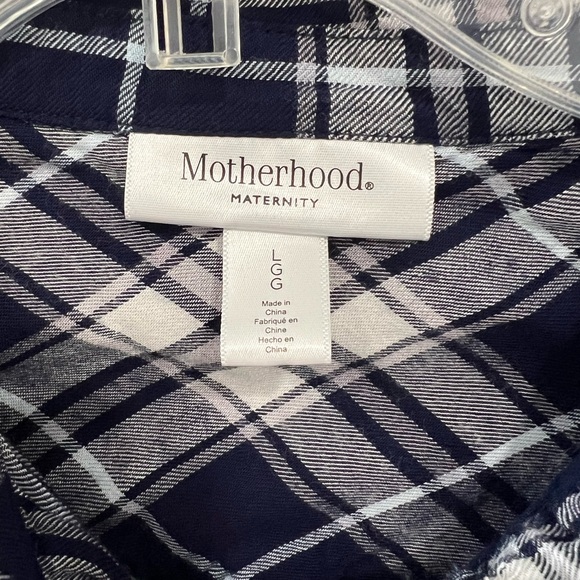 Motherhood®
MATERNITY
L
G
G
Made in
China
Fabriqué en
Chine
Hecho en
China